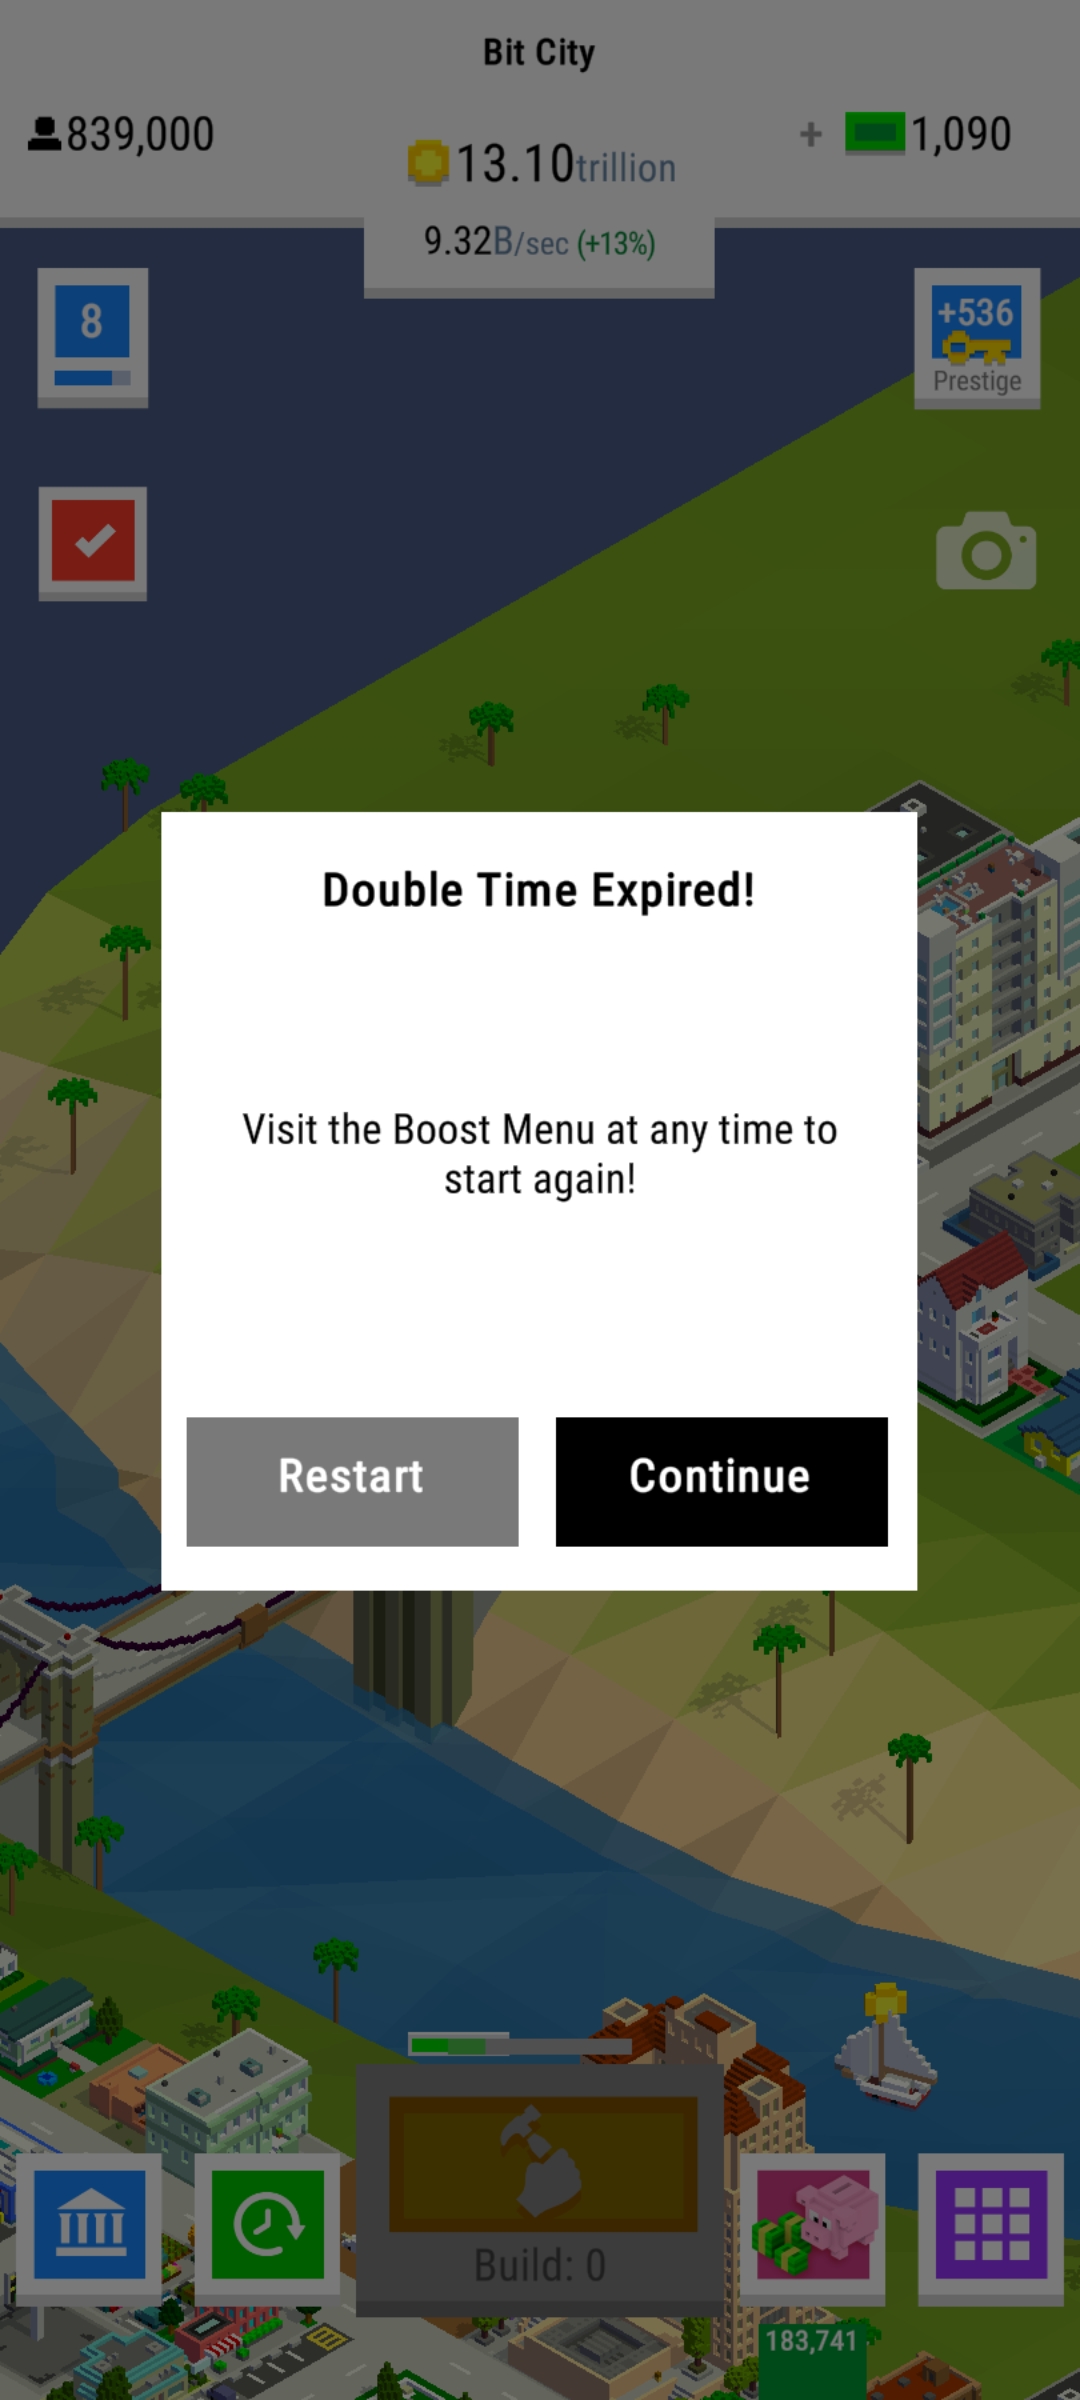 Bit City
839,000
13.10trillion
+ 1,090
9.32B/sec (+13%)
8
+536
Prestige
Double Time Expired!
Visit the Boost Menu at any time to
start again!
Restart
Continue
Build: 0
183,741